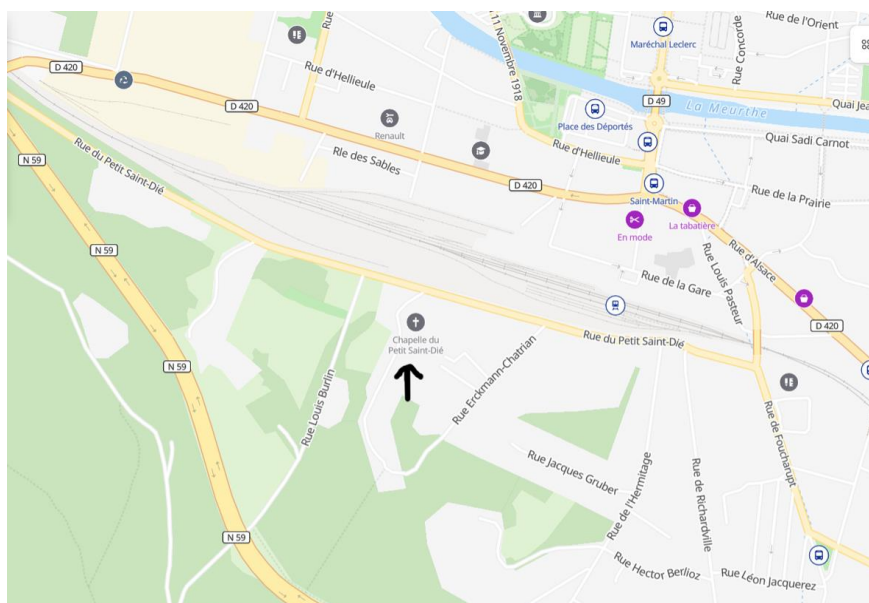 Rue de l'Orient
Maréchal Leclerc
Rue Concorde
11 Novembre 1918
Rue
D 420
Rue d'Hellieule
D 49
La Meurthe
Quai Jea
D 420
Renault
Place des Déportés
Quai Sadi Carnot
Rue d'Hellieule
Rle des Sables
N 59
Rue du Petit Saint-Dié
D 420
Saint-Martin
Rue de la Prairie
La tabatière
En mode
Rue d'Alsace
N 59
Rue Louis Pasteur
Rue de la Gare
D 420
Chapelle du
Petit Saint-Dié
Rue du Petit Saint-Dié
N 59
Rue Louis Burlin
Rue Erckmann-Chatrian
Rue de Foucharupt
Rue Jacques Gruber
Rue de l'Hermitage
Rue de Richardville
N 59
Rue Hector Berlioz
Rue Léon Jacquerez